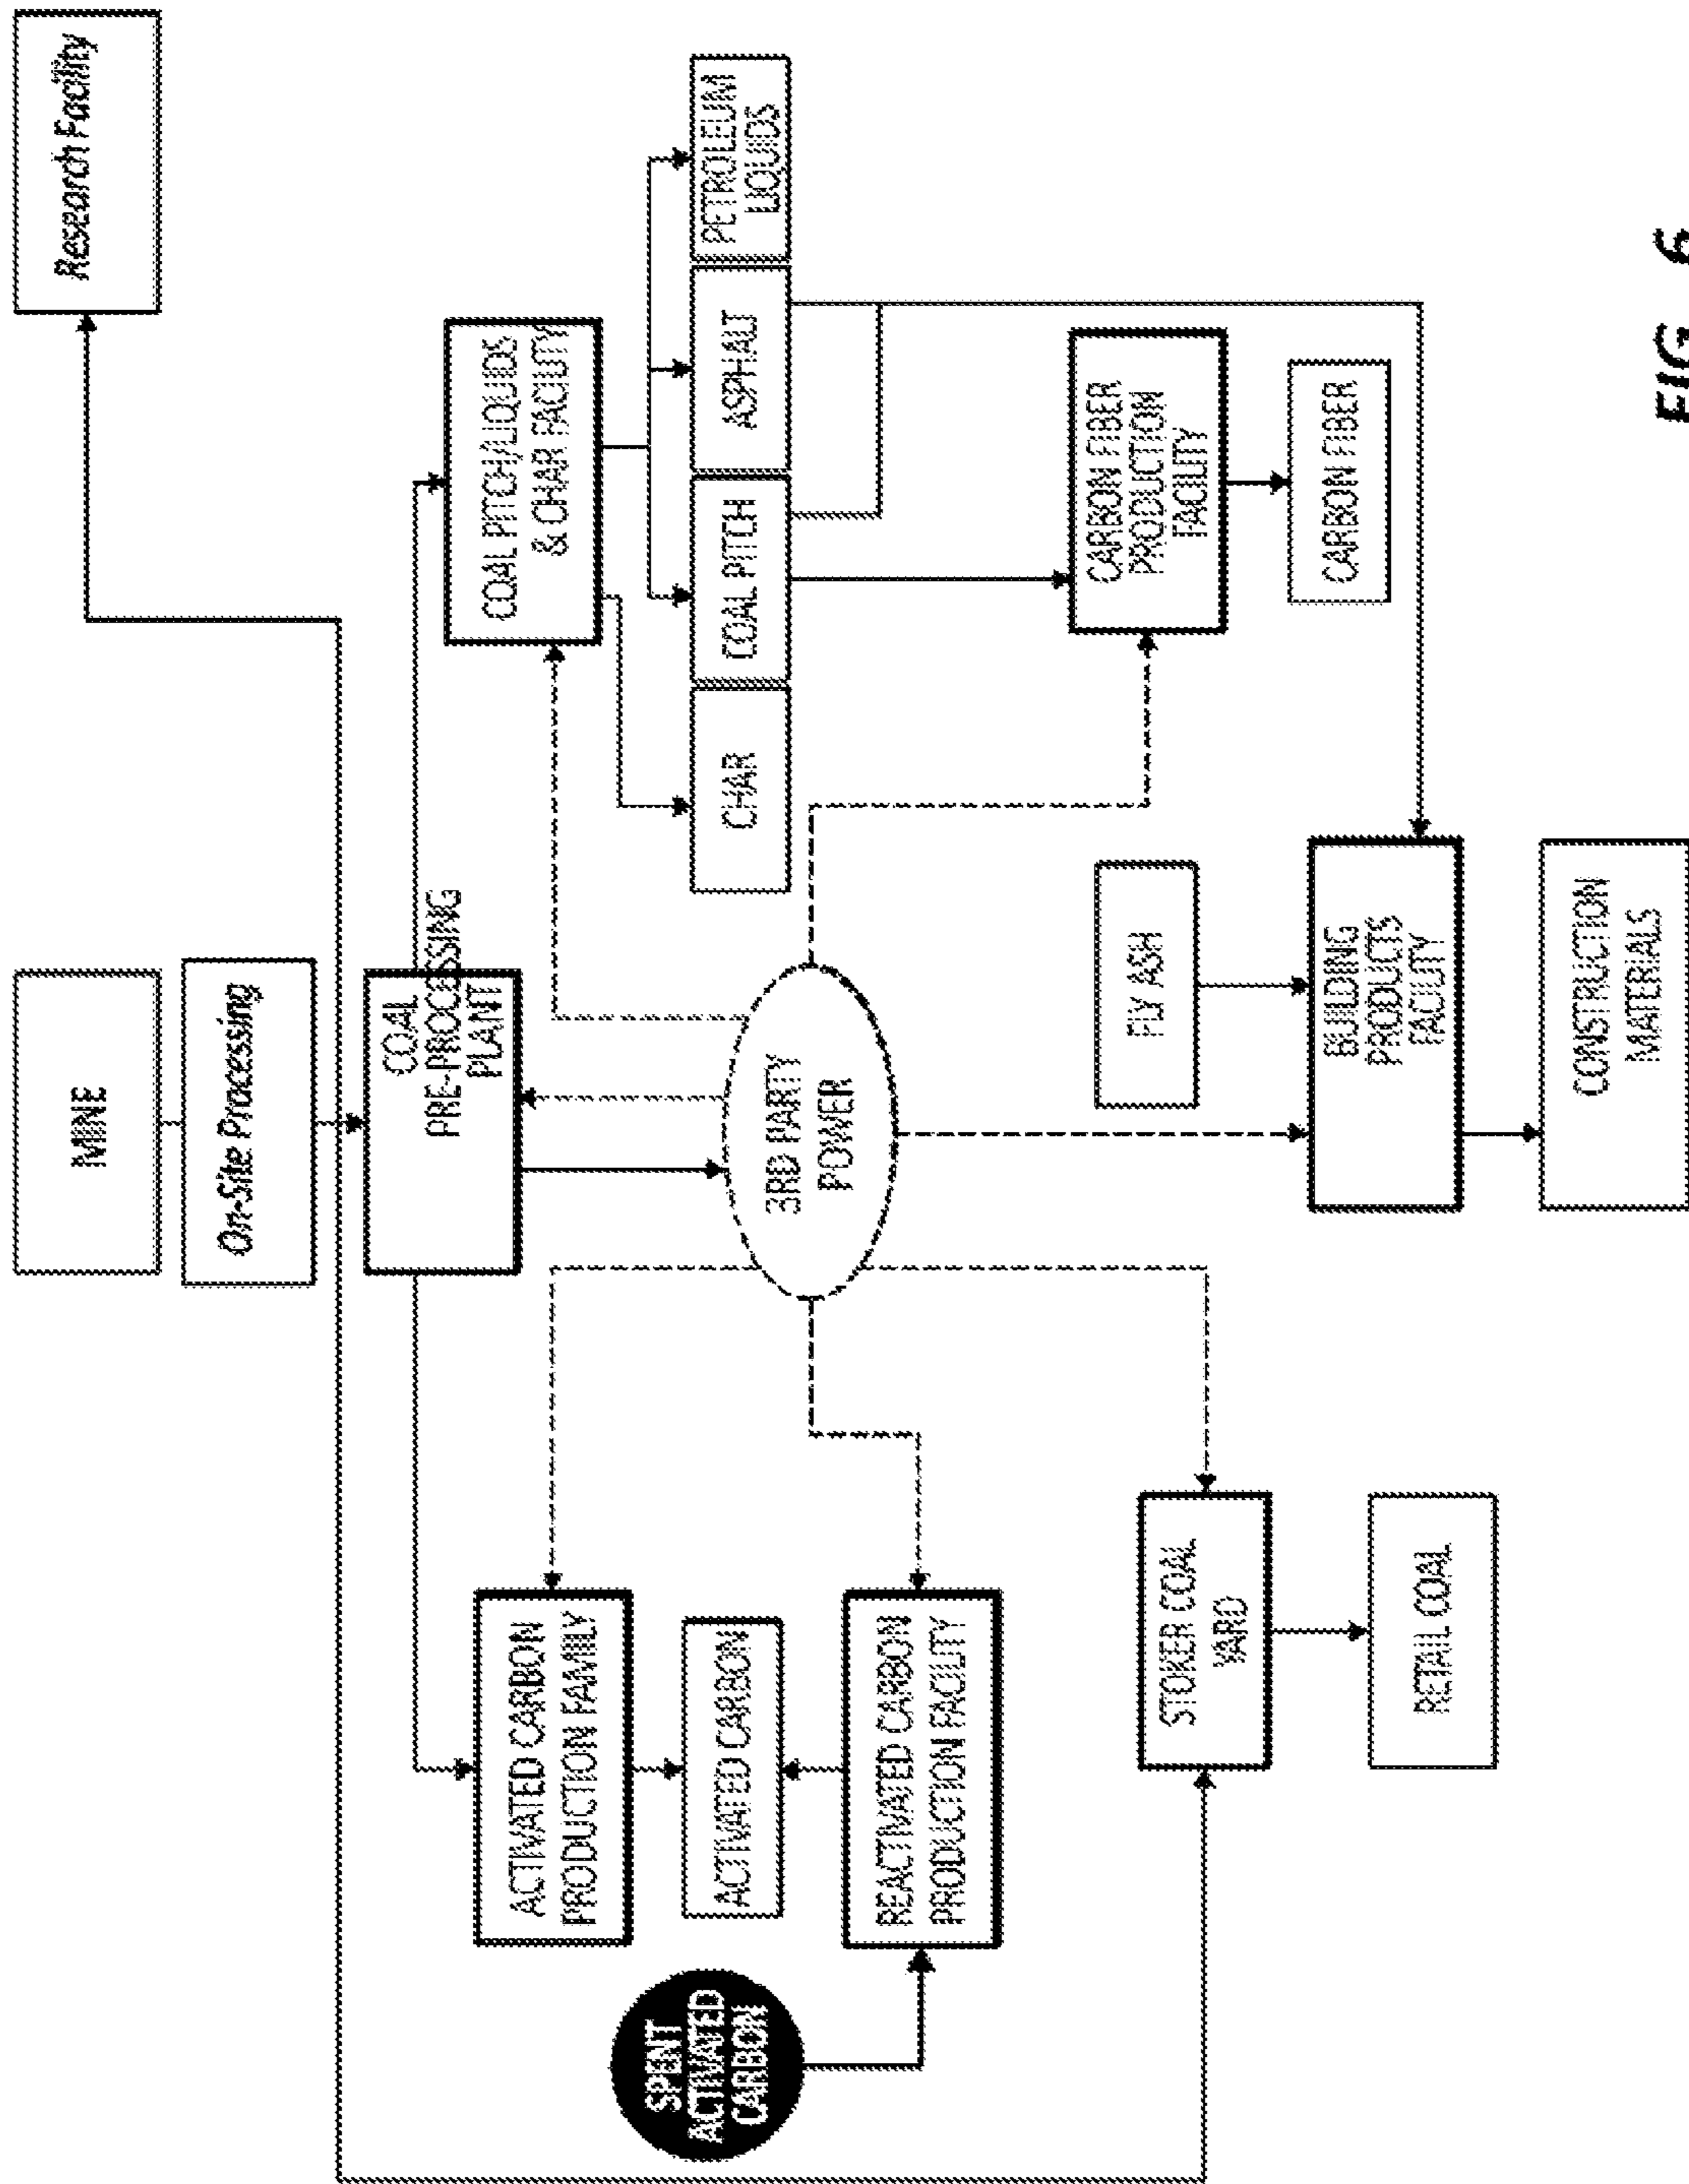 MINE
Research Facility
On-Site Processing
COAL
PRE-PROCESSING
PLANT
ACTIVATED CARBON
PRODUCTION FAMILY
COAL PITCH/LIQUIDS
& CHAR FACILITY
SPENT
ACTIVATED
CARBON
ACTIVATED CARBON
3RD PARTY
POWER
CHAR
COAL PITCH
ASPHALT
PETROLEUM
LIQUIDS
REACTIVATED CARBON
PRODUCTION FACILITY
STOKER COAL
YARD
FLY ASH
CARBON FIBER
PRODUCTION
FACILITY
RETAIL COAL
BUILDING
PRODUCTS
FACILITY
CARBON FIBER
CONSTRUCTION
MATERIALS
FIG. 6